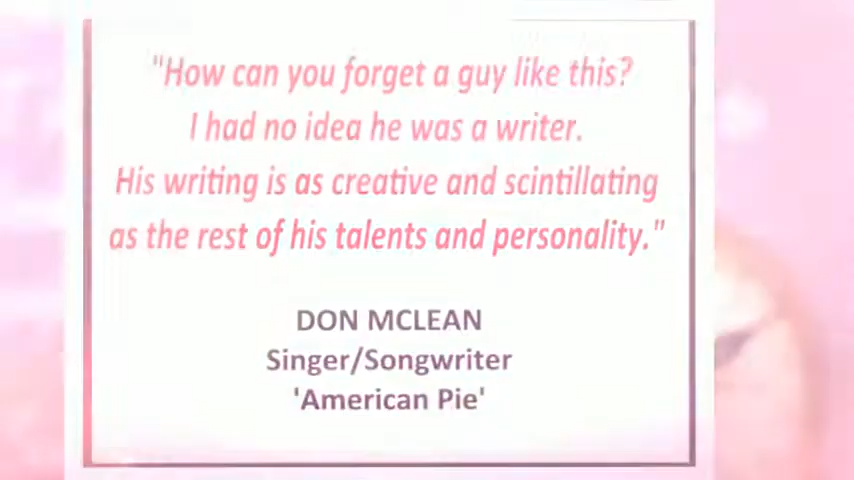 "How can you forget a guy like this?
I had no idea he was a writer.
His writing is as creative and scintillating
as the rest of his talents and personality."
DON MCLEAN
Singer/Songwriter
'American Pie'